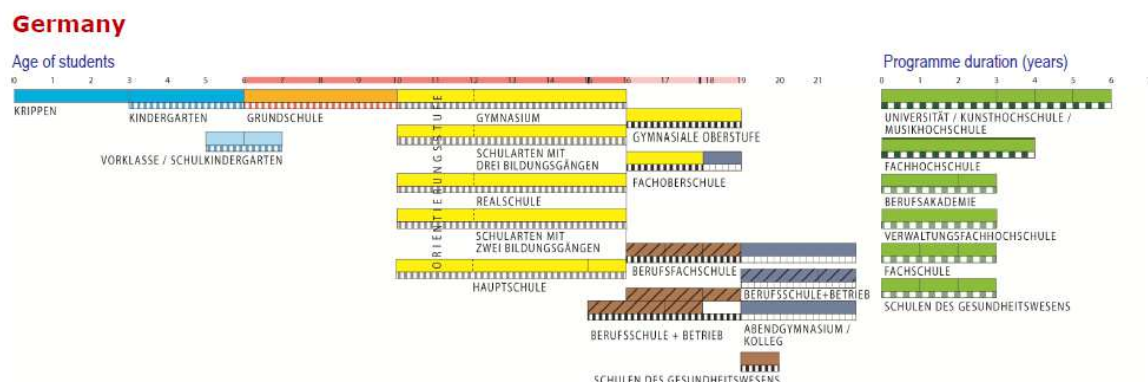 Germany
Age of students
Programme duration (years)
0 1 2 3 4 5 6 7 8 9 10 11 12 13 14 15 16 17 18 19 20 21
0 1 2 3 4 5 6
KRIPPEN
KINDERGARTEN
GRUNDSCHULE
GYMNASIUM
VORKLASSE / SCHULKINDERGARTEN
ORIENTIERUNGSSTUFE
SCHULARTEN MIT
DREI BILDUNGSGÄNGEN
REALSCHULE
SCHULARTEN MIT
ZWEI BILDUNGSGÄNGEN
HAUPTSCHULE
GYMNASIALE OBERSTUFE
FACHOBERSCHULE
BERUFSFACHSCHULE
BERUFSSCHULE+BETRIEB
BERUFSSCHULE + BETRIEB
ABENDGYMNASIUM /
KOLLEG
SCHULEN DES GESUNDHEITSWESENS
UNIVERSITÄT / KUNSTHOCHSCHULE /
MUSIKHOCHSCHULE
FACHHOCHSCHULE
BERUFSAKADEMIE
VERWALTUNGSFACHHOCHSCHULE
FACHSCHULE
SCHULEN DES GESUNDHEITSWESENS